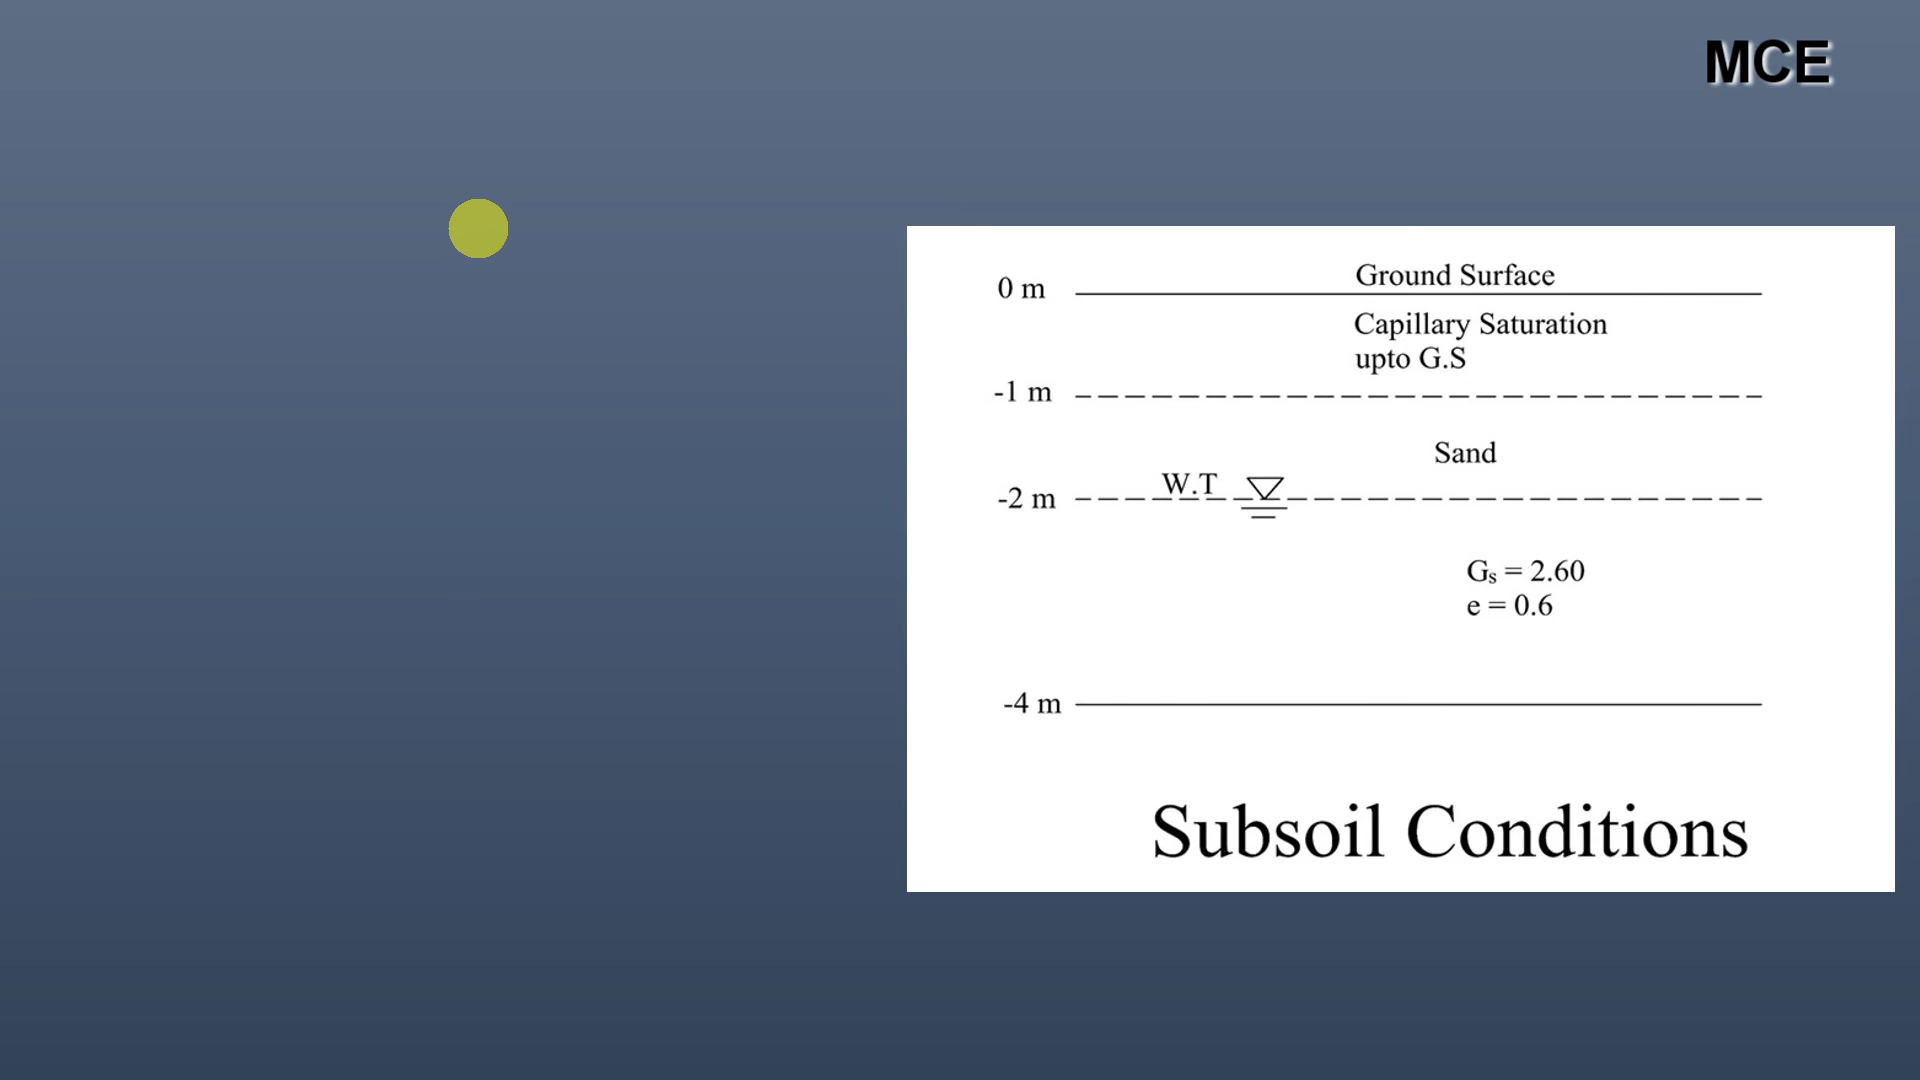 MCE
Ground Surface
0 m
Capillary Saturation
upto G.S
-1 m
Sand
W.T
-2 m
Gs = 2.60
e = 0.6
-4 m
Subsoil Conditions